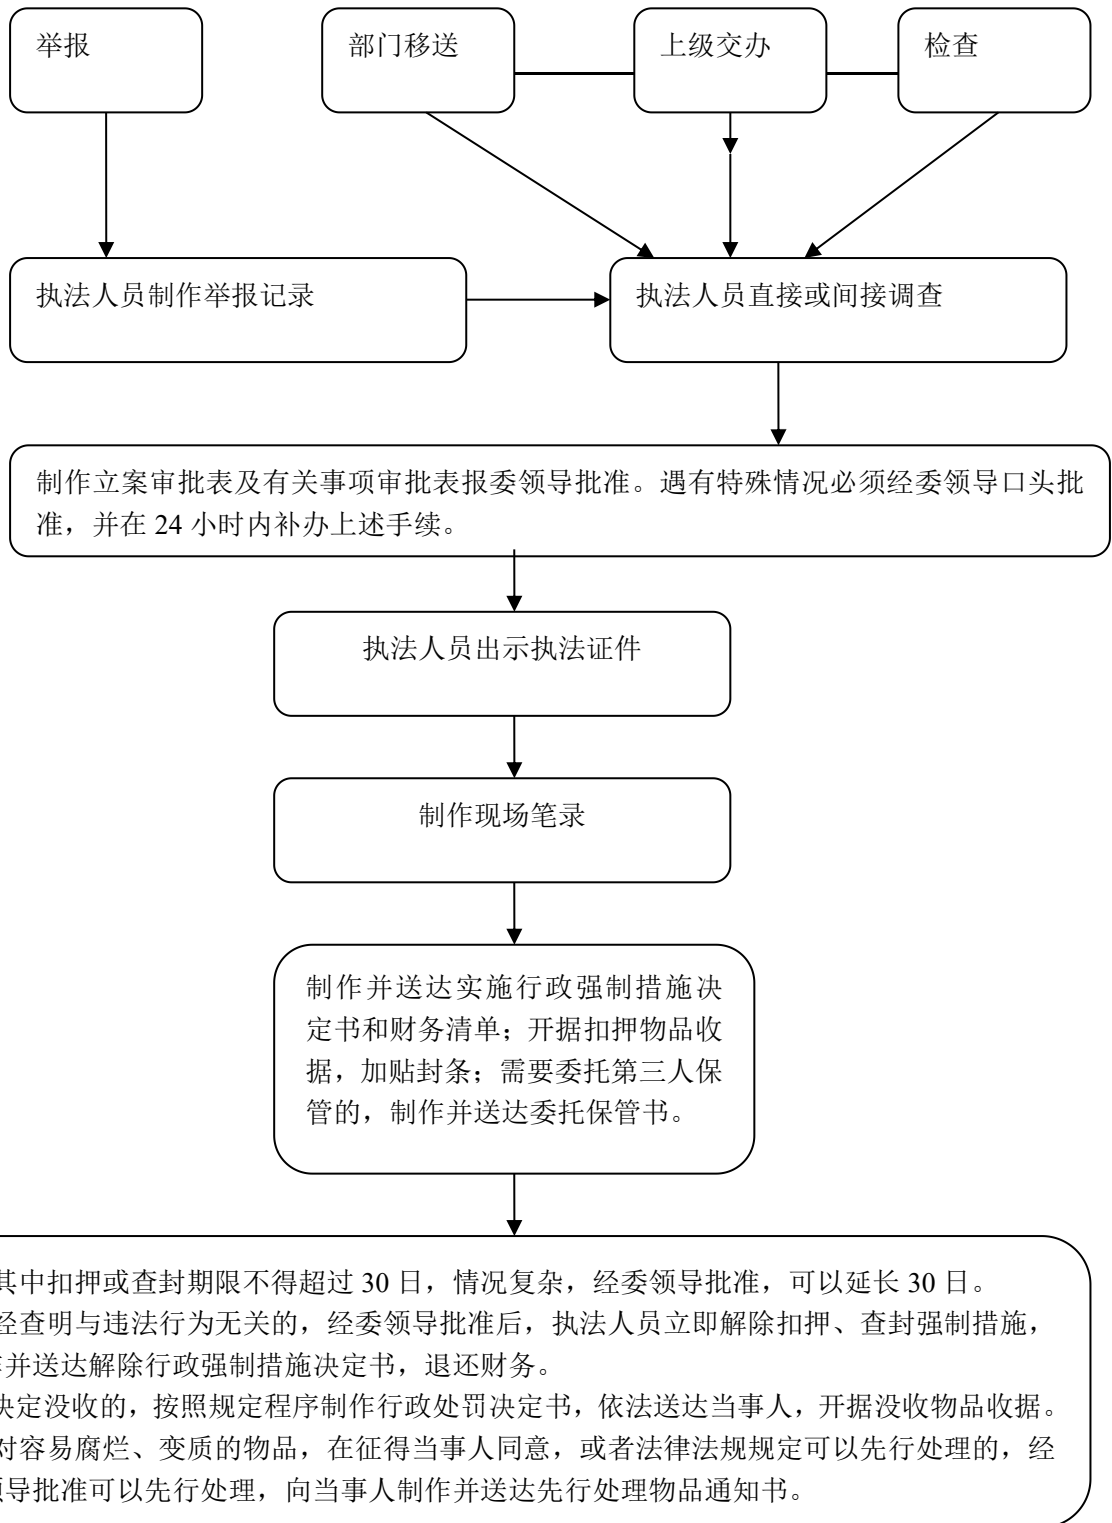 举报
部门移送
上级交办
检查
执法人员制作举报记录
执法人员直接或间接调查
制作立案审批表及有关事项审批表报委领导批准。遇有特殊情况必须经委领导口头批
准，并在 24 小时内补办上述手续。
执法人员出示执法证件
制作现场笔录
制作并送达实施行政强制措施决
定书和财务清单；开据扣押物品收
据，加贴封条；需要委托第三人保
管的，制作并送达委托保管书。
其中扣押或查封期限不得超过 30 日，情况复杂，经委领导批准，可以延长 30 日。
经查明与违法行为无关的，经委领导批准后，执法人员立即解除扣押、查封强制措施，
并送达解除行政强制措施决定书，退还财务。
决定没收的，按照规定程序制作行政处罚决定书，依法送达当事人，开据没收物品收据。
对容易腐烂、变质的物品，在征得当事人同意，或者法律法规规定可以先行处理的，经
领导批准可以先行处理，向当事人制作并送达先行处理物品通知书。